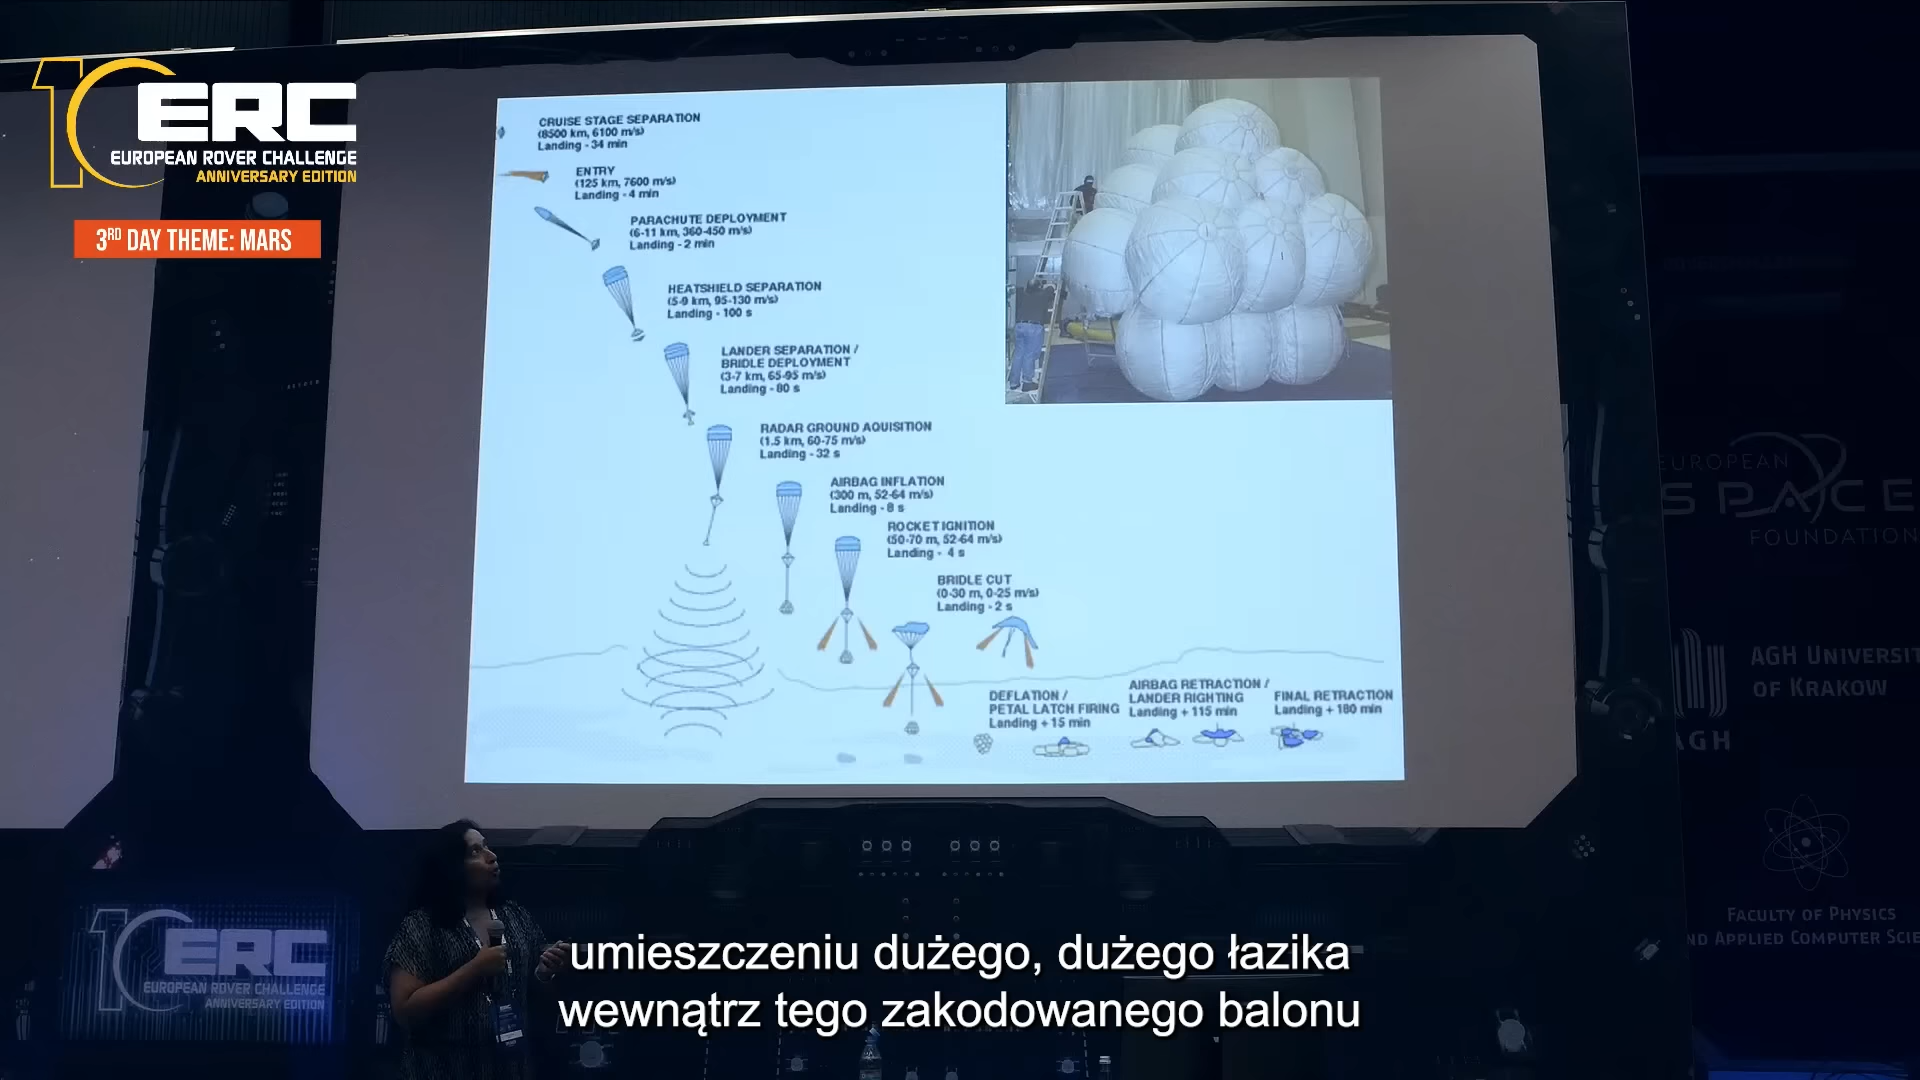 10 ERC
EUROPEAN ROVER CHALLENGE
ANNIVERSARY EDITION
3RD DAY THEME: MARS
CRUISE STAGE SEPARATION
(8500 km, 6100 m/s)
Landing - 34 min
ENTRY
(125 km, 7600 m/s)
Landing - 4 min
PARACHUTE DEPLOYMENT
(6-11 km, 360-450 m/s)
Landing - 2 min
HEATSHIELD SEPARATION
(5-9 km, 95-130 m/s)
Landing - 100 s
LANDER SEPARATION /
BRIDLE DEPLOYMENT
(3-7 km, 65-95 m/s)
Landing - 80 s
RADAR GROUND AQUISITION
(1.5 km, 60-75 m/s)
Landing - 32 s
AIRBAG INFLATION
(300 m, 52-64 m/s)
Landing - 8 s
ROCKET IGNITION
(50-70 m, 52-64 m/s)
Landing - 4 s
BRIDLE CUT
(0-30 m, 0-25 m/s)
Landing - 2 s
DEFLATION /
PETAL LATCH FIRING
Landing + 15 min
AIRBAG RETRACTION /
LANDER RIGHTING
Landing + 115 min
FINAL RETRACTION
Landing + 180 min
EUROPEAN
SPACE
FOUNDATION
AGH UNIVERSIT
OF KRAKOW
AGH
FACULTY OF PHYSICS
ND APPLIED COMPUTER SCIE
10 ERC
EUROPEAN ROVER CHALLENGE
ANNIVERSARY EDITION
umieszczeniu dużego, dużego łazika
wewnątrz tego zakodowanego balonu